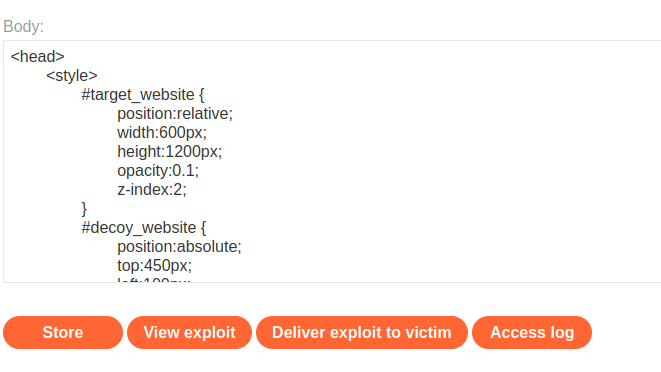 Body:
<head>
<style>
#target_website {
position:relative;
width:600px;
height:1200px;
opacity:0.1;
z-index:2;
}
#decoy_website {
position:absolute;
top:450px;
Store
View exploit
Deliver exploit to victim
Access log